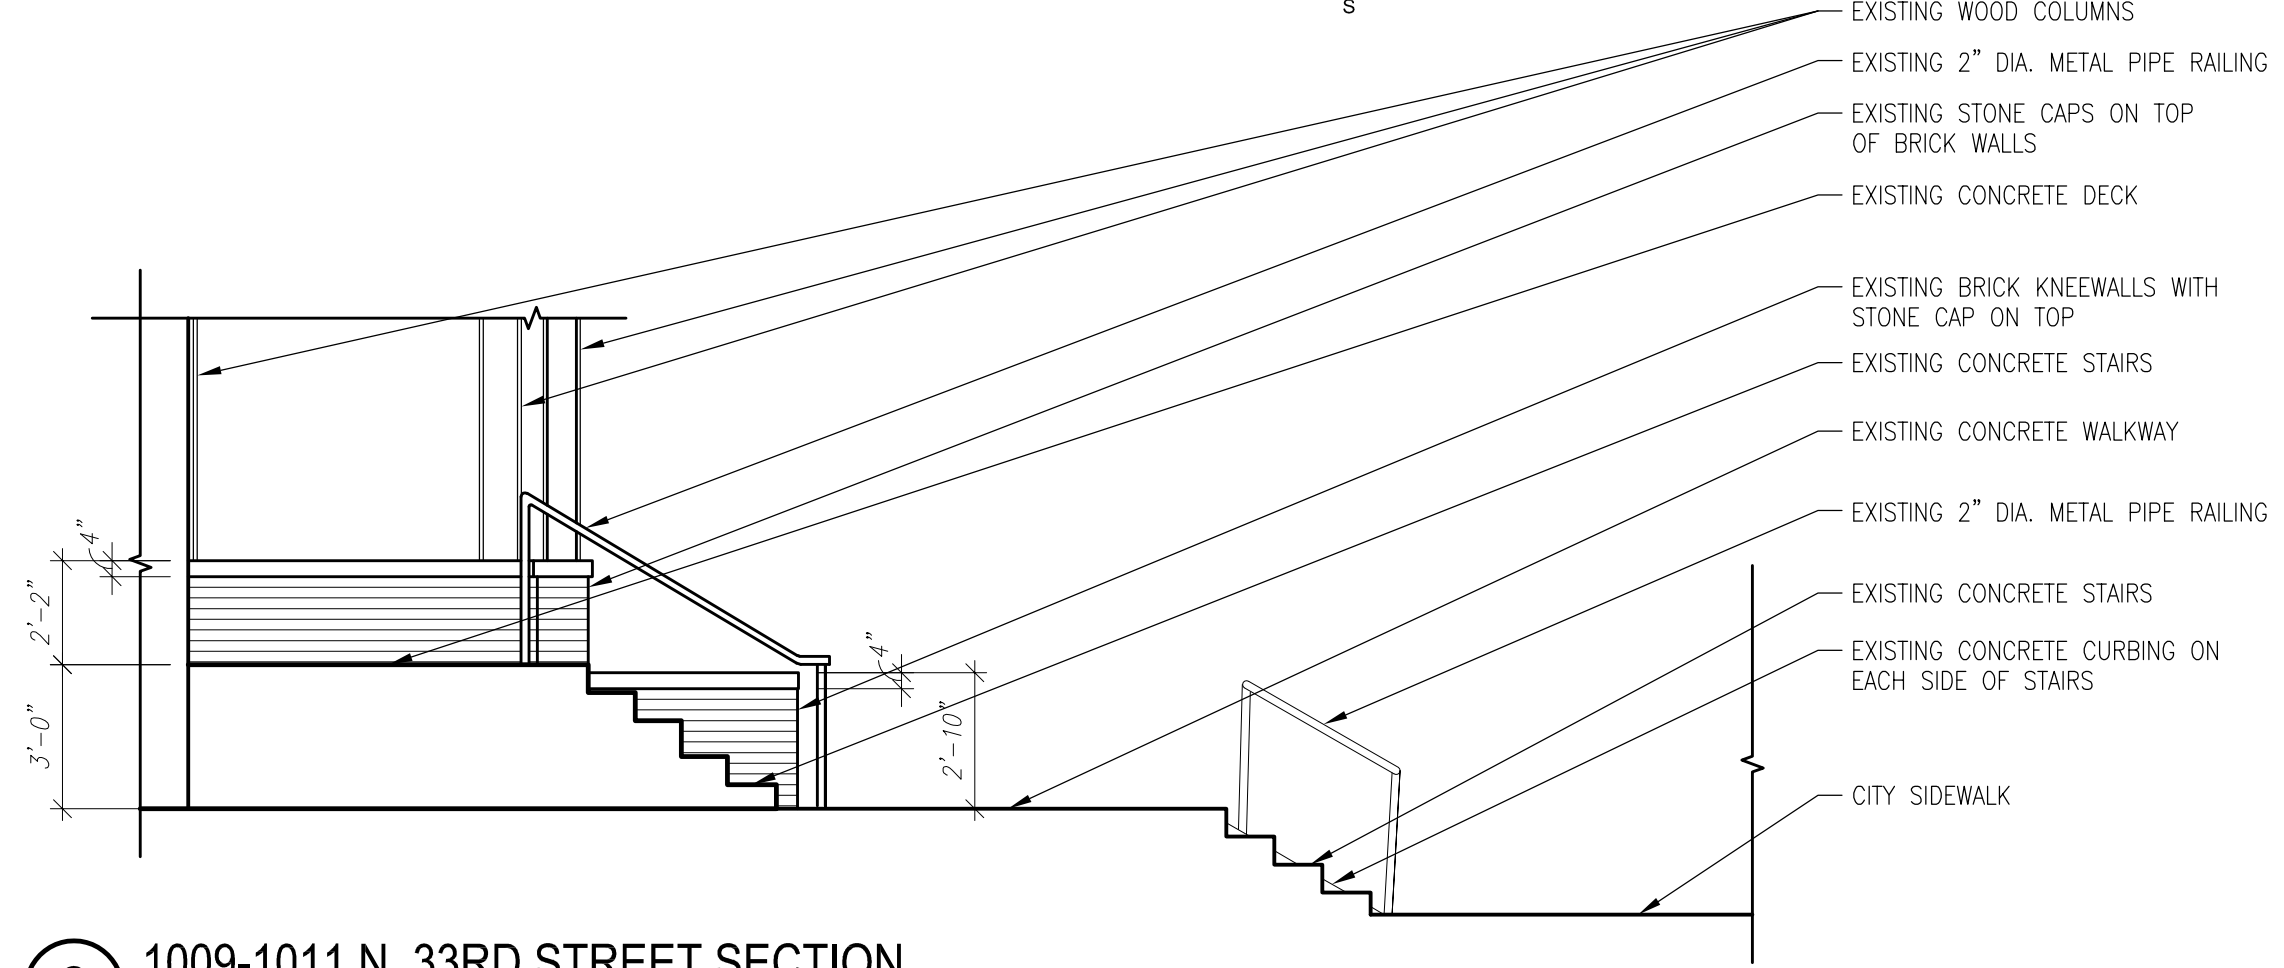 S
EXISTING WOOD COLUMNS
EXISTING 2" DIA. METAL PIPE RAILING
EXISTING STONE CAPS ON TOP
OF BRICK WALLS
EXISTING CONCRETE DECK
EXISTING BRICK KNEEWALLS WITH
STONE CAP ON TOP
EXISTING CONCRETE STAIRS
EXISTING CONCRETE WALKWAY
EXISTING 2" DIA. METAL PIPE RAILING
EXISTING CONCRETE STAIRS
EXISTING CONCRETE CURBING ON
EACH SIDE OF STAIRS
CITY SIDEWALK
4"
2'-2"
3'-0"
4"
2'-10"
1009-1011 N. 33RD STREET SECTION